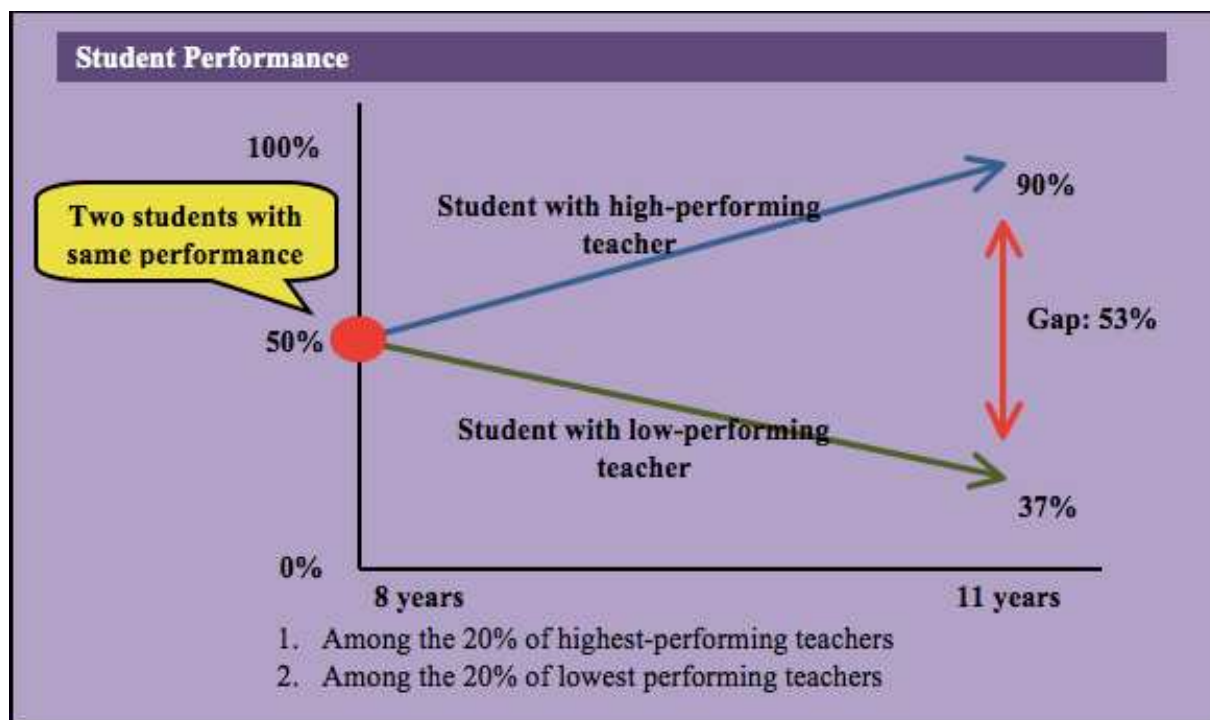 Student Performance
100%
Two students with
same performance
Student with high-performing
teacher
90%
50%
Gap: 53%
Student with low-performing
teacher
37%
0%
8 years
11 years
1. Among the 20% of highest-performing teachers
2. Among the 20% of lowest performing teachers